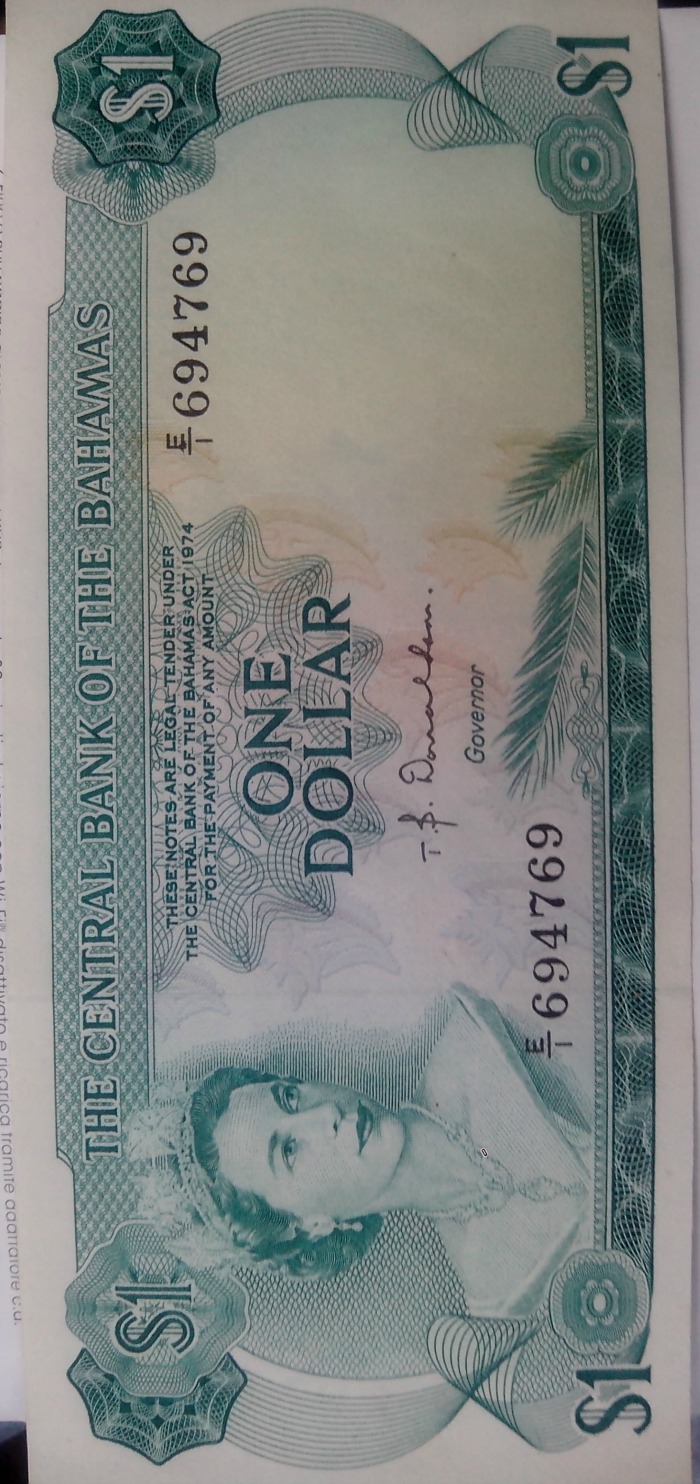 $1
$1
THE CENTRAL BANK OF THE BAHAMAS
THESE NOTES ARE LEGAL TENDER UNDER
THE CENTRAL BANK OF THE BAHAMAS ACT 1974
FOR THE PAYMENT OF ANY AMOUNT
E/1 694769
ONE
DOLLAR
T.B. Donaldson.
Governor
E/1 694769
$1
$1